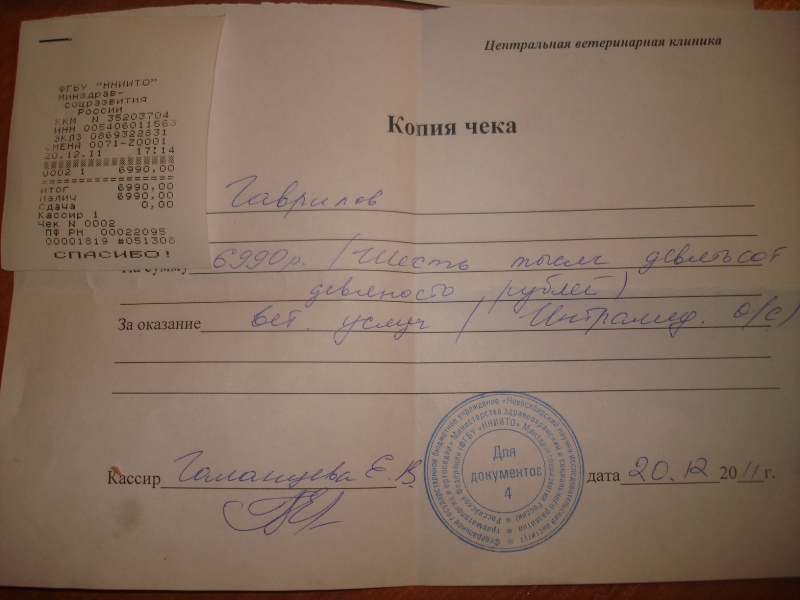 Центральная ветеринарная клиника
ФГБУ "ННИИТО"
Минздрав-
соцразвития
России
ККМ N 35203704
ИНН 005406011563
ЭКЛЗ 0869322831
СМЕНА 0071-Z0001
20.12.11 17:14
0002 1 6990,00
ИТОГ 6990,00
Налич 6990,00
Сдача 0,00
Кассир 1
Чек N 0002
ПФ РН 00022095
00001819 #051306
СПАСИБО!
Копия чека
Гаврилов
На сумму 6990р. (Шесть тысяч девятьсот
девяносто рублей)
За оказание вет. услуг ( Интрамед. о/с)
Для
документов
4
Кассир Галанцева Е. В
дата 20.12 2011г.